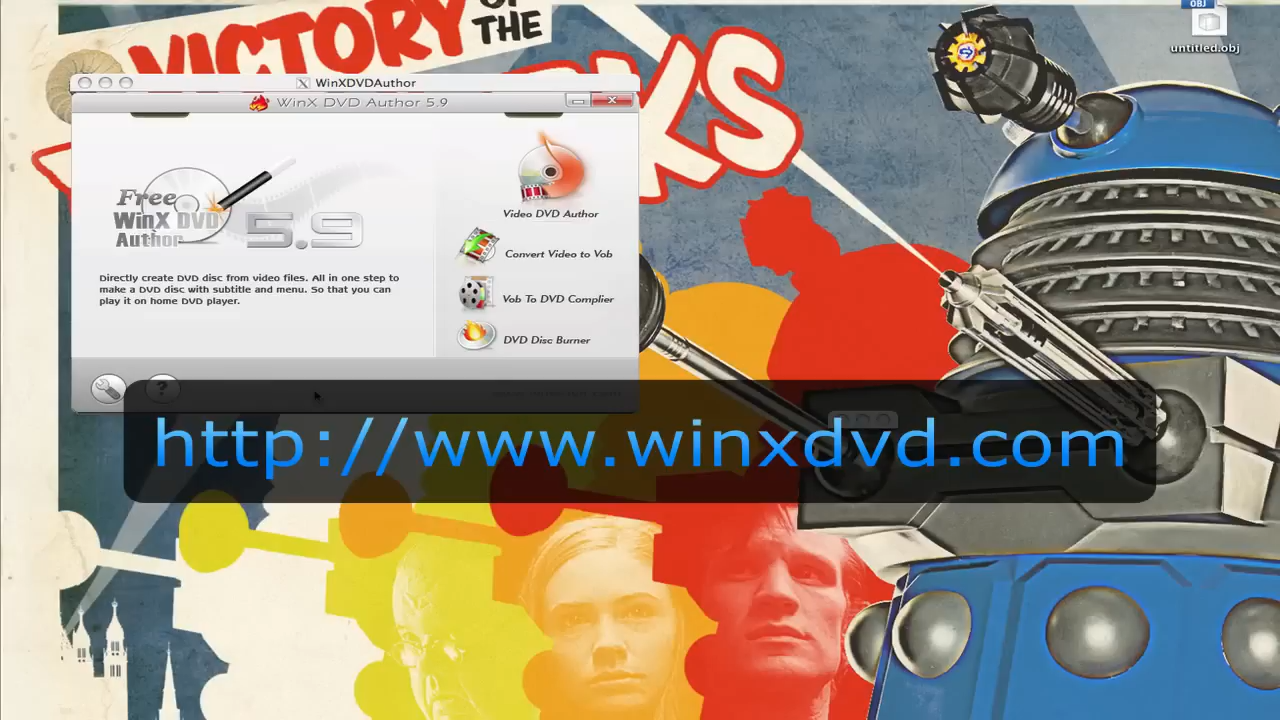 VICTORY
OF
THE
KS
OBJ
untitled.obj
WinXDVDAuthor
WinX DVD Author 5.9
Free
WinX DVD
Author
5.9
Directly create DVD disc from video files. All in one step to
make a DVD disc with subtitle and menu. So that you can
play it on home DVD player.
Video DVD Author
Convert Video to Vob
Vob To DVD Complier
DVD Disc Burner
?
http://www.winxdvd.com